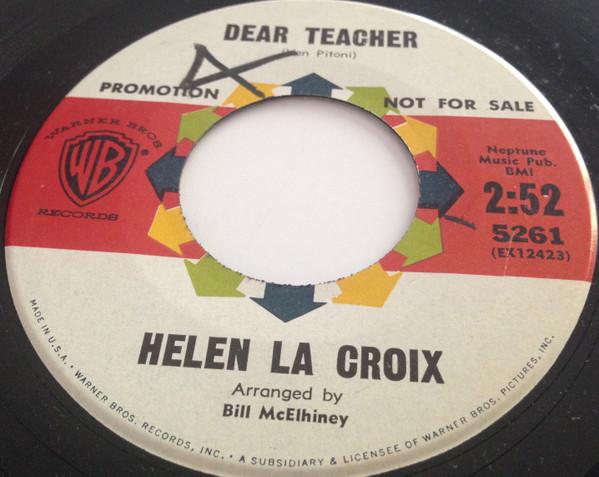 DEAR TEACHER
Pitoni)
PROMOTION
NOT FOR SALE
WARNER BROS
WB
®
RECORDS
Neptune
Music Pub.
BMI
2:52
5261
(EX12423)
HELEN LA CROIX
Arranged by
Bill McElhiney
MADE IN U.S.A. • WARNER BROS. RECORDS, INC. • A SUBSIDIARY & LICENSEE OF WARNER BROS. PICTURES, INC.